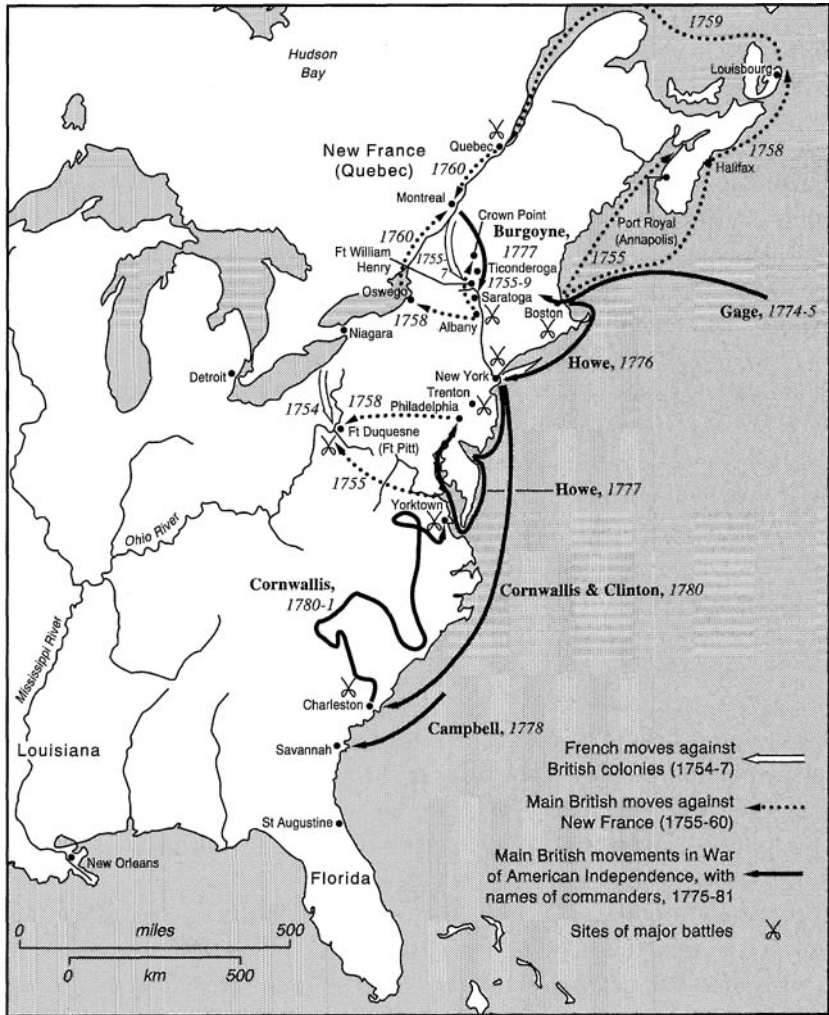 1759
Hudson
Bay
Louisbourg
Quebec
New France
(Quebec)
1760
1758
Halifax
Montreal
Crown Point
Port Royal
(Annapolis)
Burgoyne,
1777
1760
Ft William
Henry
1755-
7
Ticonderoga
1755
1755-9
Oswego
Saratoga
Boston
1758
Albany
Gage, 1774-5
Niagara
Howe, 1776
Detroit
New York
Trenton
1754
1758
Philadelphia
Ft Duquesne
(Ft Pitt)
1755
Howe, 1777
Yorktown
Ohio River
Cornwallis,
1780-1
Cornwallis & Clinton, 1780
Mississippi River
Charleston
Campbell, 1778
Louisiana
Savannah
French moves against
British colonies (1754-7)
Main British moves against
New France (1755-60)
St Augustine
New Orleans
Florida
Main British movements in War
of American Independence, with
names of commanders, 1775-81
Sites of major battles
0 miles 500
0 km 500